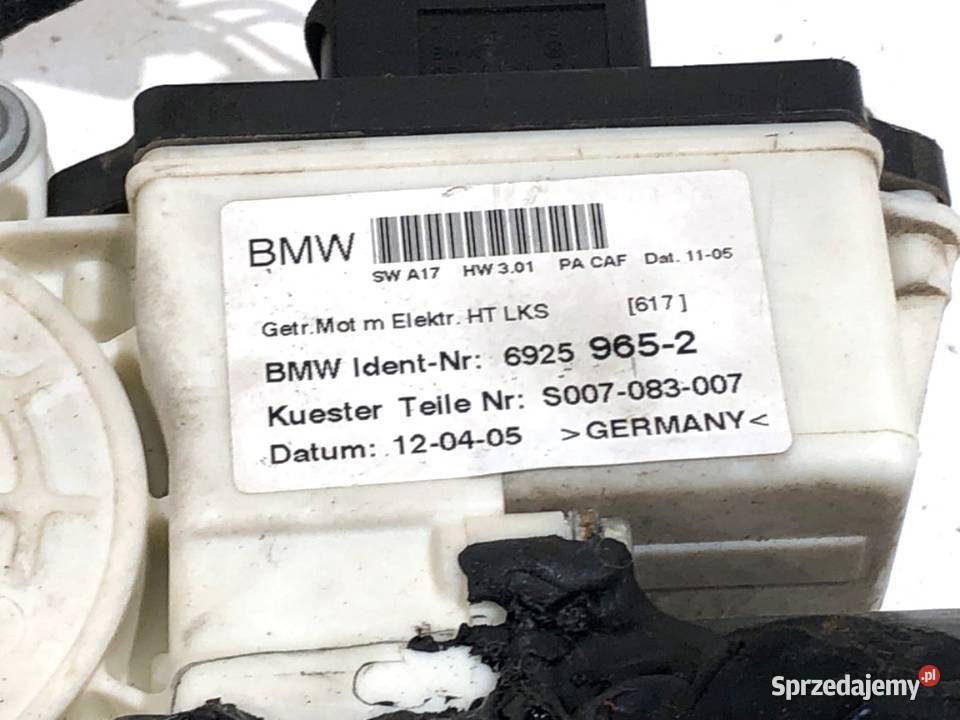 BMW
SW A17 HW 3.01 PA CAF Dat. 11-05
Getr.Mot m Elektr. HT LKS [617]
BMW Ident-Nr: 6925 965-2
Kuester Teile Nr: S007-083-007
Datum: 12-04-05 >GERMANY<
Sprzedajemy.pl